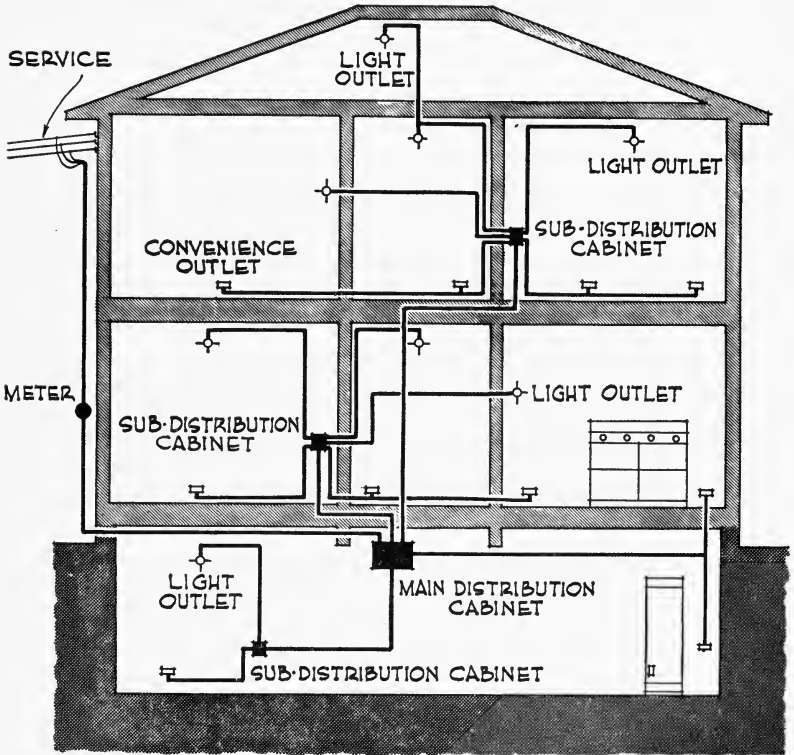 SERVICE
LIGHT
OUTLET
LIGHT OUTLET
CONVENIENCE
OUTLET
SUB-DISTRIBUTION
CABINET
METER
SUB-DISTRIBUTION
CABINET
LIGHT OUTLET
LIGHT
OUTLET
MAIN DISTRIBUTION
CABINET
SUB-DISTRIBUTION CABINET